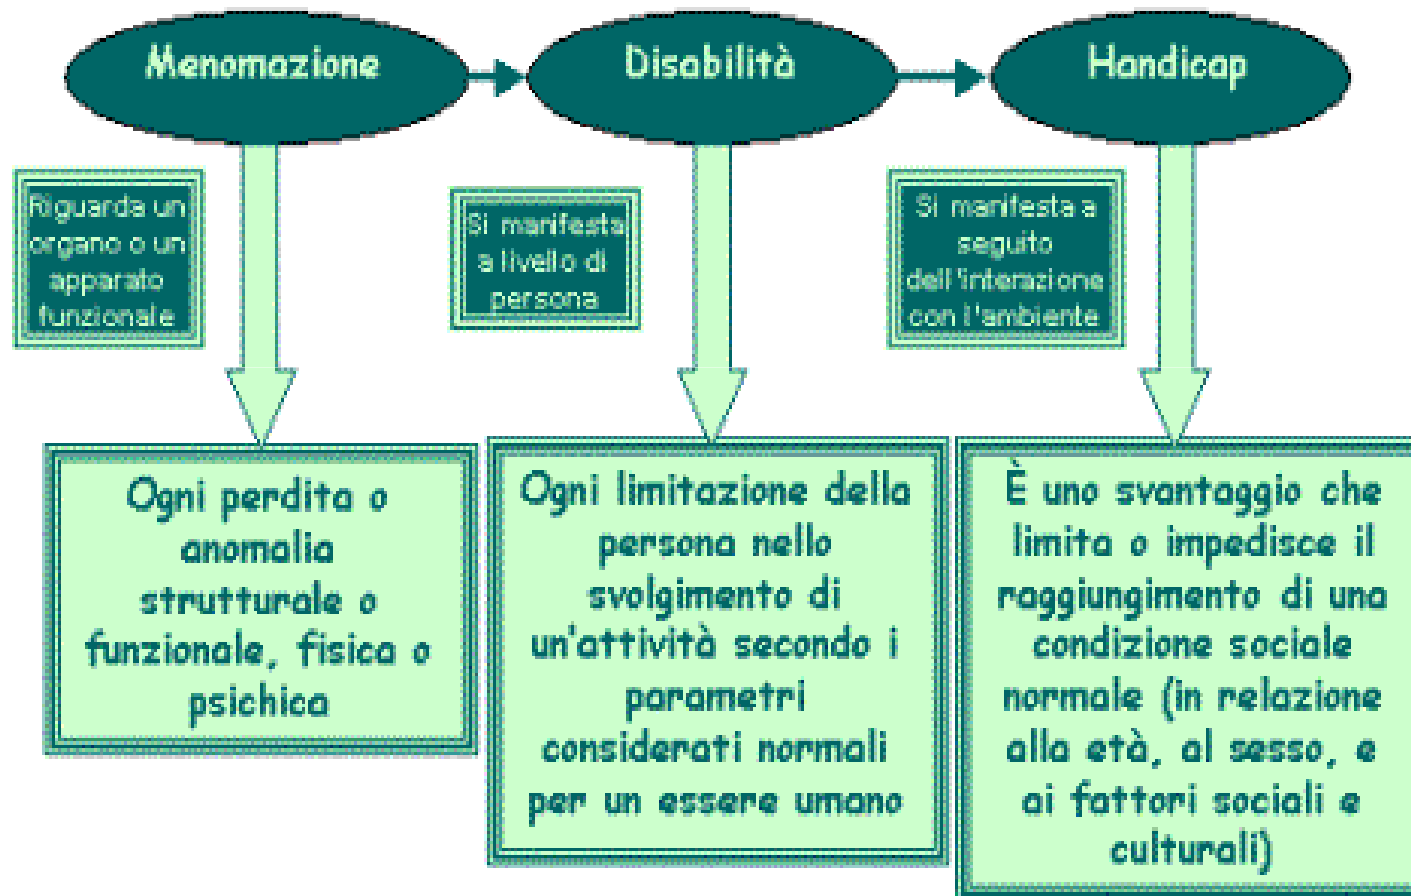 Menomazione
Disabilità
Handicap
Riguarda un
organo o un
apparato
funzionale
Si manifesta
a livello di
persona
Si manifesta a
seguito
dell'interazione
con l'ambiente
Ogni perdita o
anomalia
strutturale o
funzionale, fisica o
psichica
Ogni limitazione della
persona nello
svolgimento di
un'attività secondo i
parametri
considerati normali
per un essere umano
È uno svantaggio che
limita o impedisce il
raggiungimento di una
condizione sociale
normale (in relazione
alla età, al sesso, e
ai fattori sociali e
culturali)